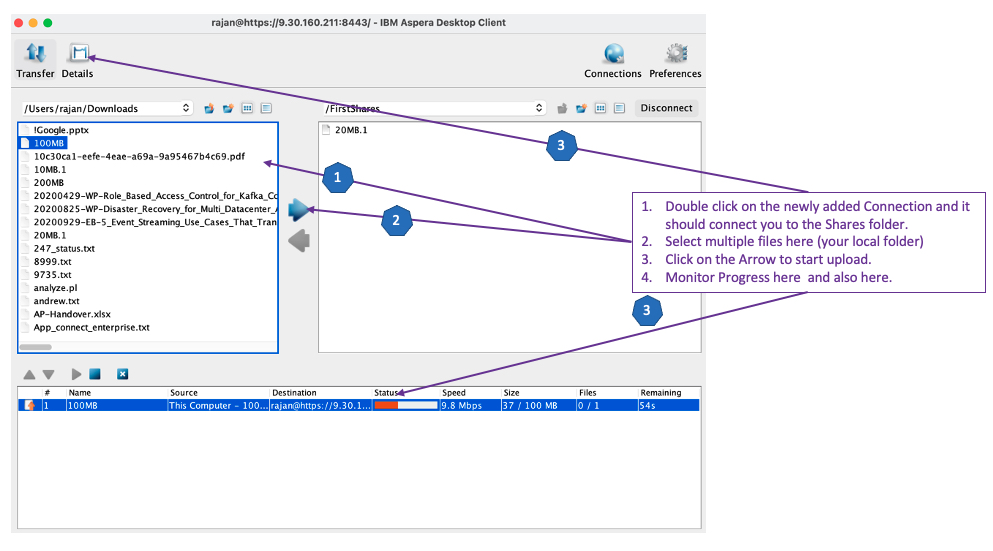 rajan@https://9.30.160.211:8443/ - IBM Aspera Desktop Client
Transfer Details Connections Preferences
/Users/rajan/Downloads /FirstShares Disconnect
!Google.pptx
100MB
10c30ca1-eefe-4eae-a69a-9a95467b4c69.pdf
10MB.1
200MB
20200429-WP-Role_Based_Access_Control_for_Kafka_Co
20200825-WP-Disaster_Recovery_for_Multi_Datacenter_
20200929-EB-5_Event_Streaming_Use_Cases_That_Tran
20MB.1
247_status.txt
8999.txt
9735.txt
analyze.pl
andrew.txt
AP-Handover.xlsx
App_connect_enterprise.txt
20MB.1
1
2
3
3
1. Double click on the newly added Connection and it
should connect you to the Shares folder.
2. Select multiple files here (your local folder)
3. Click on the Arrow to start upload.
4. Monitor Progress here and also here.
# Name Source Destination Status Speed Size Files Remaining
1 100MB This Computer - 100... rajan@https://9.30.1... 9.8 Mbps 37 / 100 MB 0 / 1 54s